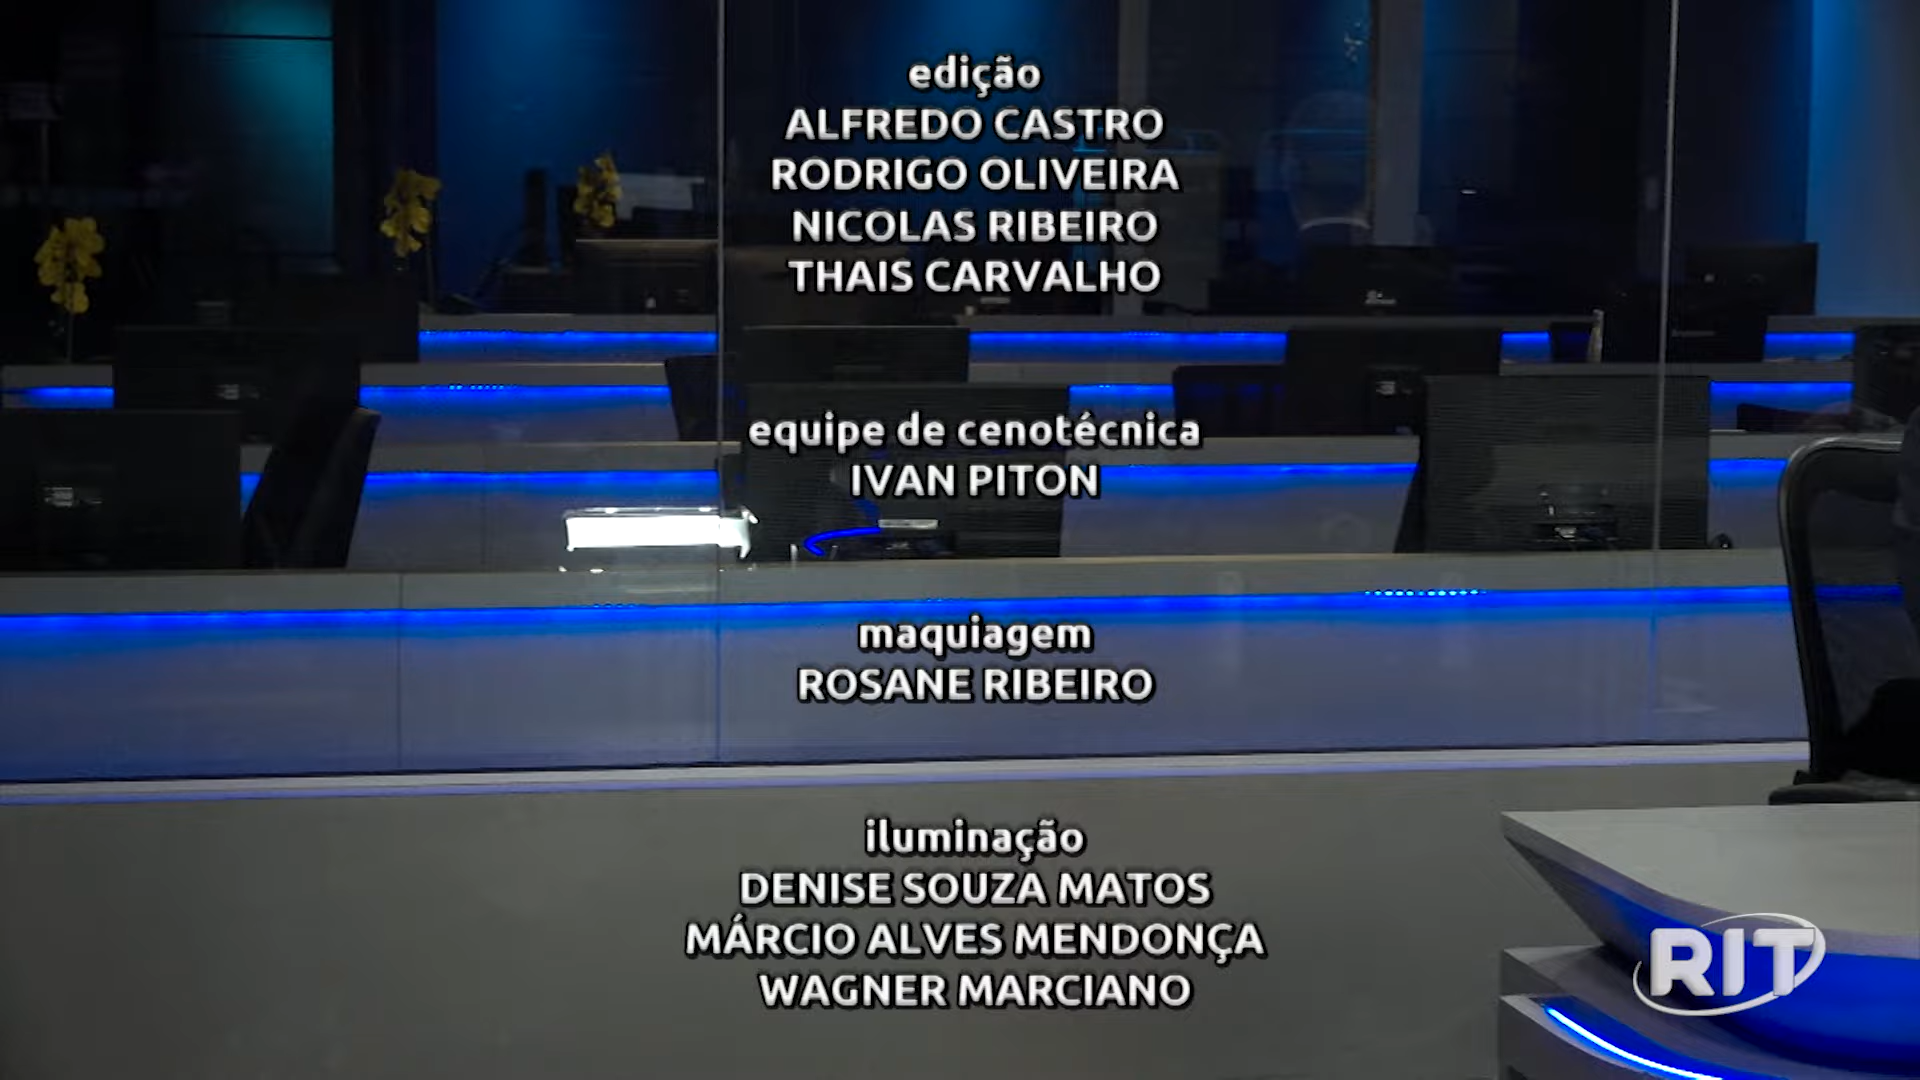 edição
ALFREDO CASTRO
RODRIGO OLIVEIRA
NICOLAS RIBEIRO
THAIS CARVALHO
equipe de cenotécnica
IVAN PITON
maquiagem
ROSANE RIBEIRO
iluminação
DENISE SOUZA MATOS
MÁRCIO ALVES MENDONÇA
WAGNER MARCIANO
RIT